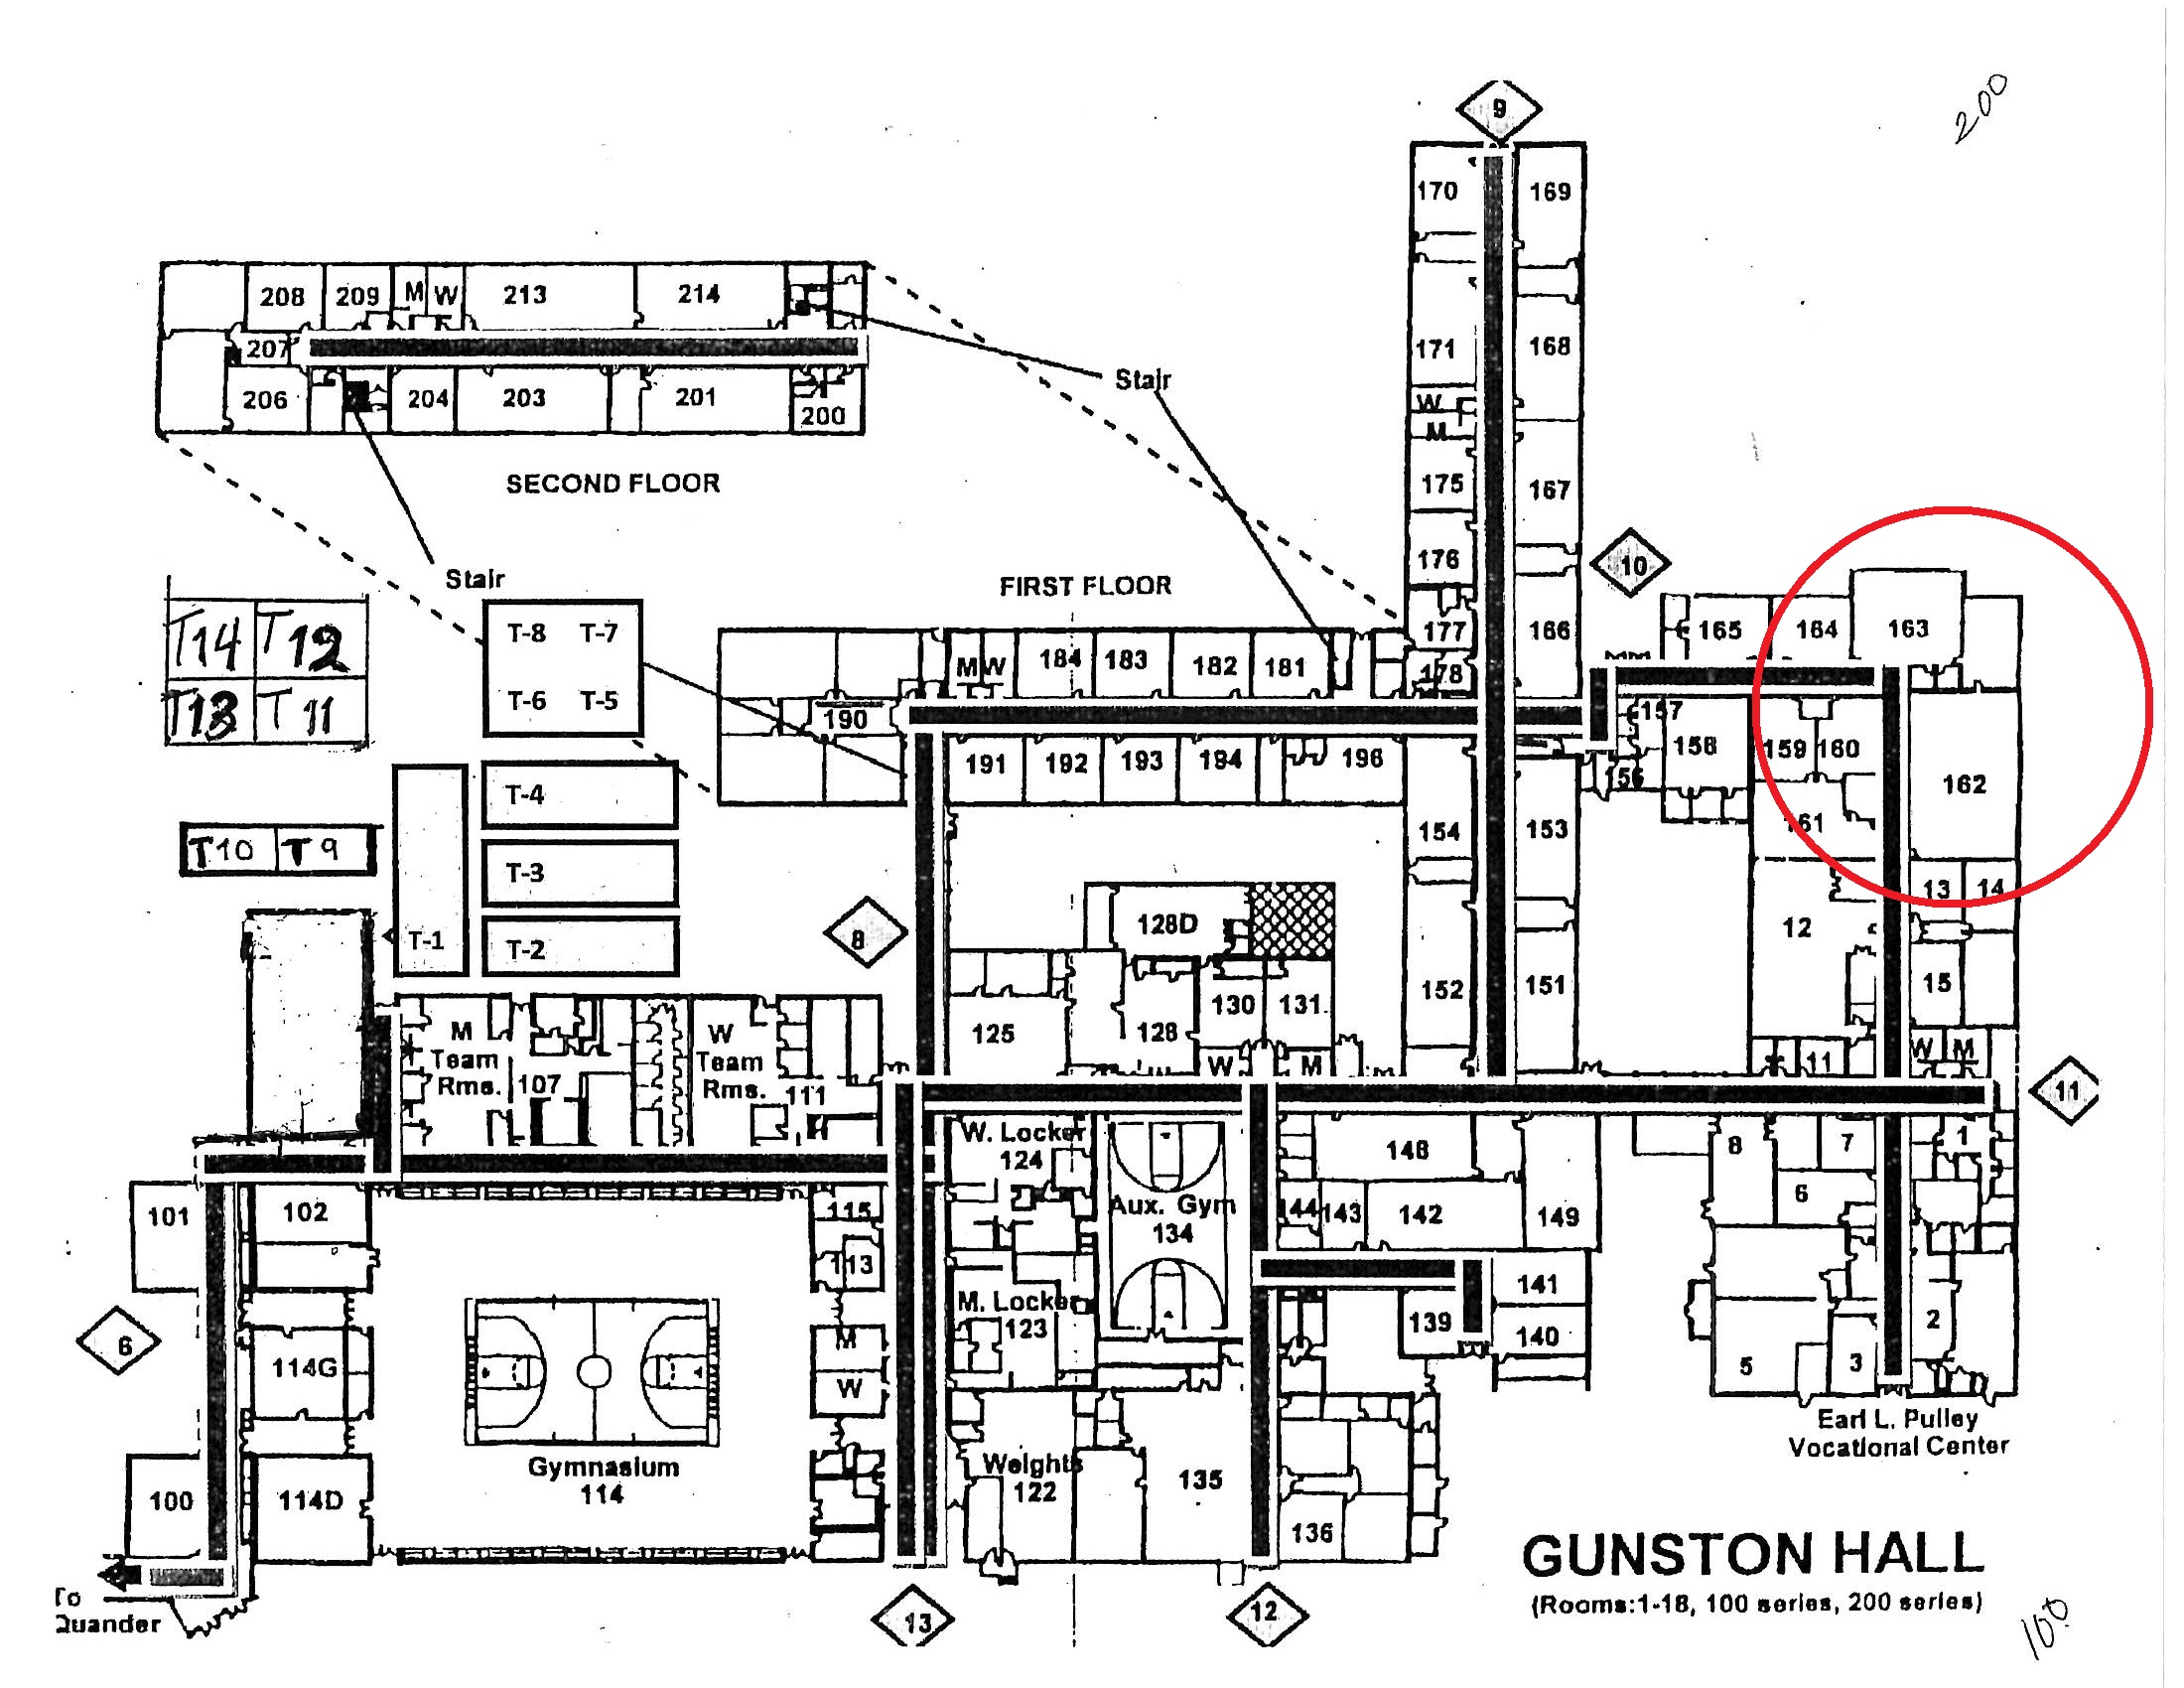 200
9
170 169
208 209 M W 213 214
207
171 168
Stair
206 204 203 201 200
W
M
SECOND FLOOR
175 167
10
176
Stair
FIRST FLOOR
T14 T12
T13 T11
T-8 T-7
T-6 T-5
177 166 165 164 163
M W 184 183 182 181 178
190
157
191 192 193 194 196 158 159 160
156 162
T-4
154 153 161
T10 T9
T-3
13 14
T-1 T-2
8
128D 12
152 151 15
125 128 130 131
M
Team
Rms.
107
W
Team
Rms.
111
W M
11
W M
11
W. Locker
124
148 8 7 1
6
101 102 115
Aux. Gym
134
144 143 142 149
113
141
M. Locker
123
139 140
6
114G
M
W
2
5 3
Earl L. Pulley
Vocational Center
Gymnasium
114
Weights
122
135
100 114D
136
GUNSTON HALL
(Rooms:1-18, 100 series, 200 series)
To
Quander
13
12
100